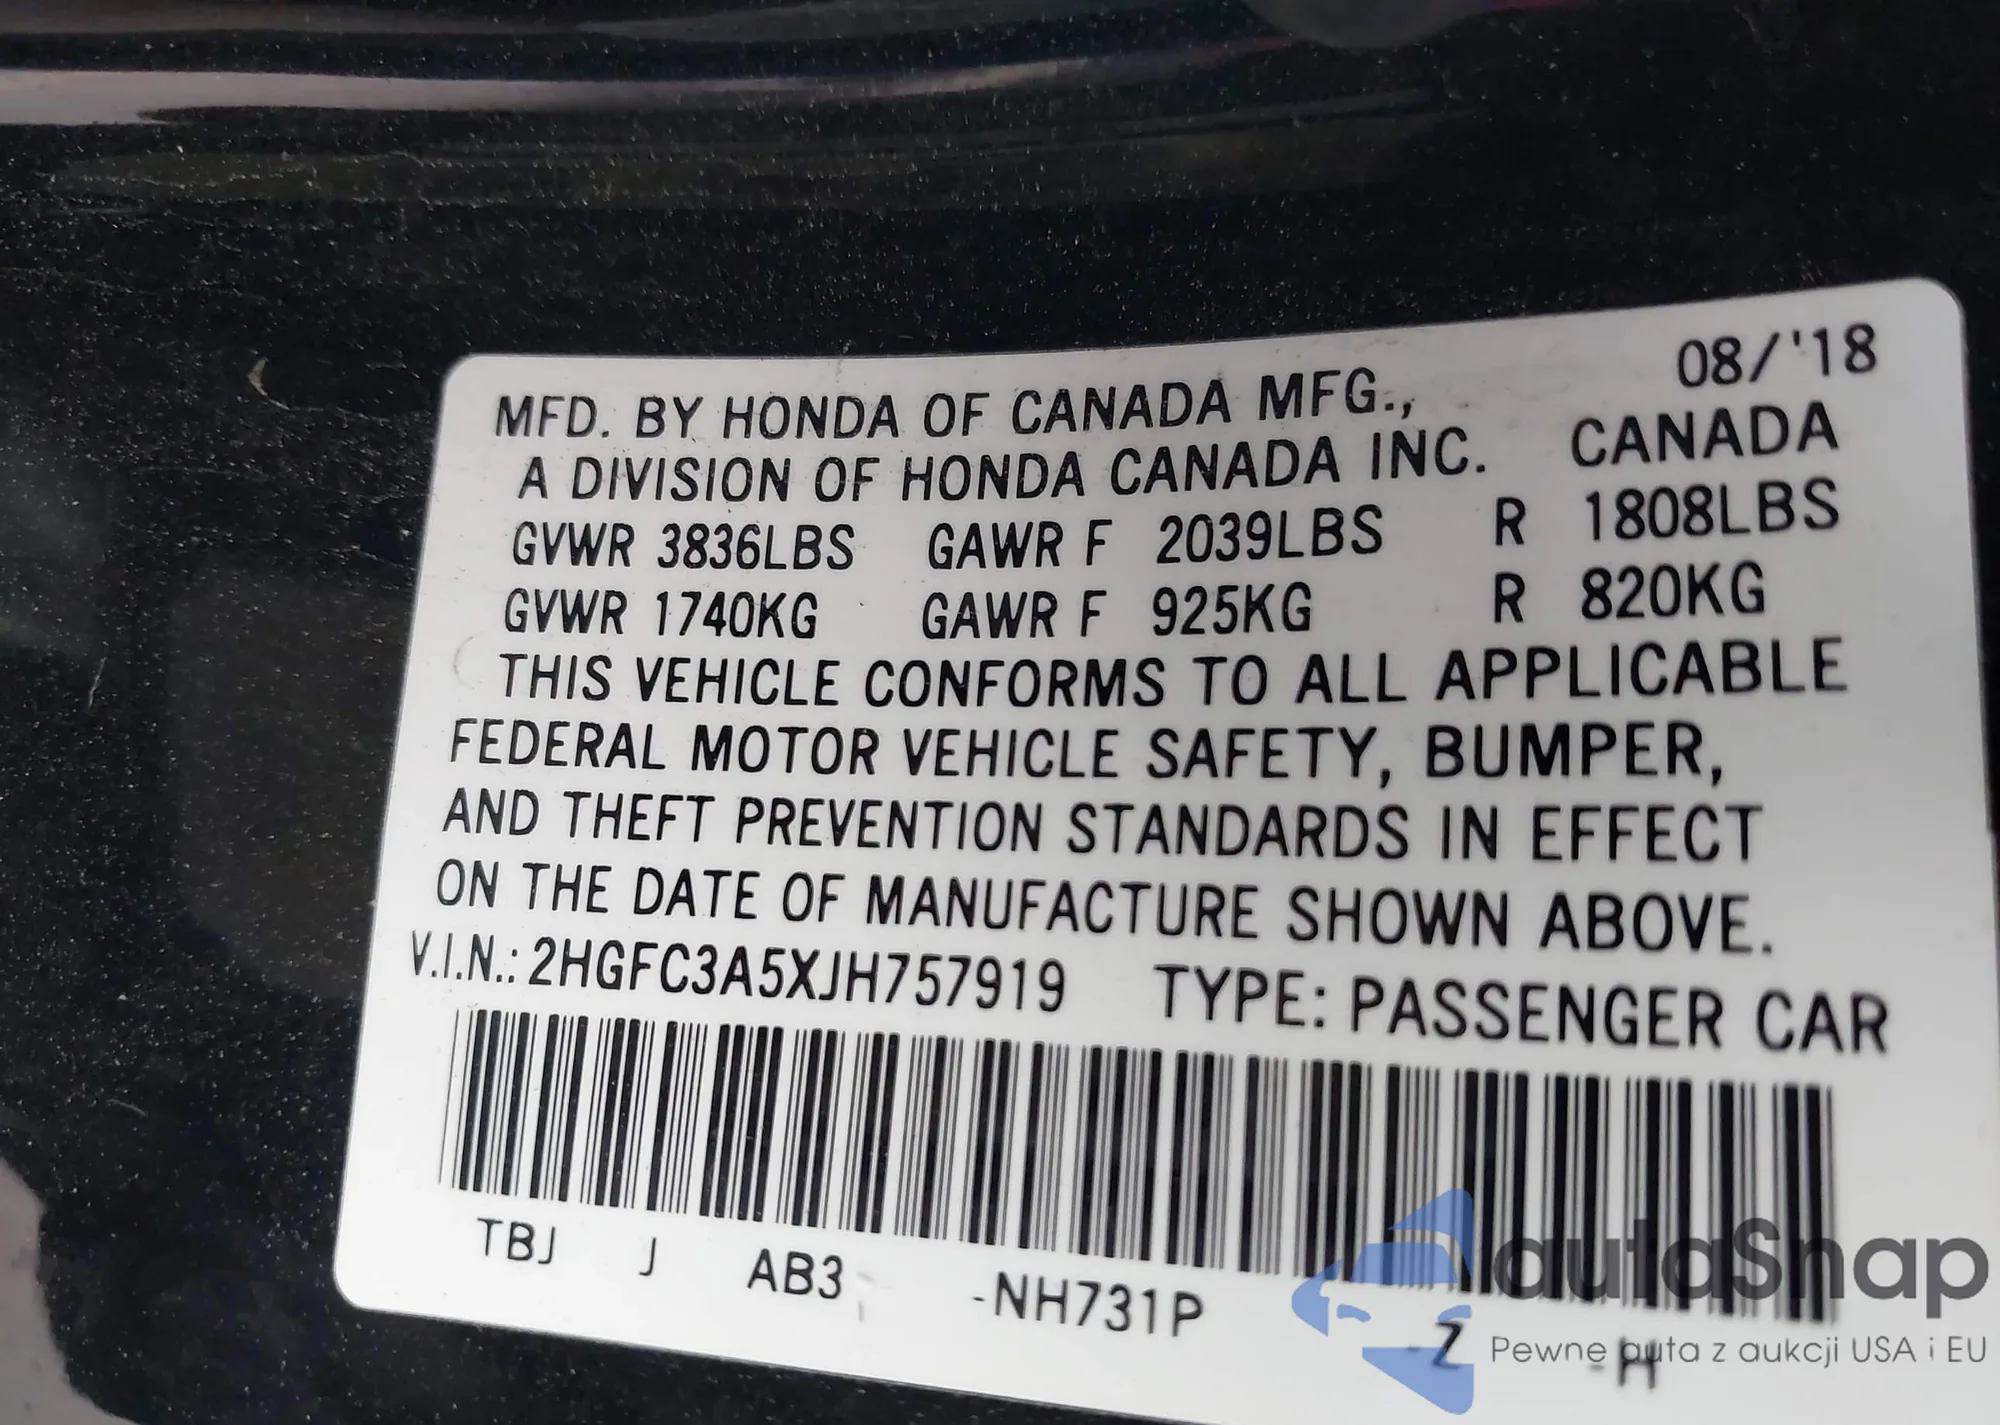 08/'18
MFD. BY HONDA OF CANADA MFG.,
A DIVISION OF HONDA CANADA INC. CANADA
GVWR 3836LBS GAWR F 2039LBS R 1808LBS
GVWR 1740KG GAWR F 925KG R 820KG
THIS VEHICLE CONFORMS TO ALL APPLICABLE
FEDERAL MOTOR VEHICLE SAFETY, BUMPER,
AND THEFT PREVENTION STANDARDS IN EFFECT
ON THE DATE OF MANUFACTURE SHOWN ABOVE.
V.I.N.: 2HGFC3A5XJH757919 TYPE: PASSENGER CAR
TBJ J AB3 -NH731P -Z -H
autaSnap
Pewne auta z aukcji USA i EU